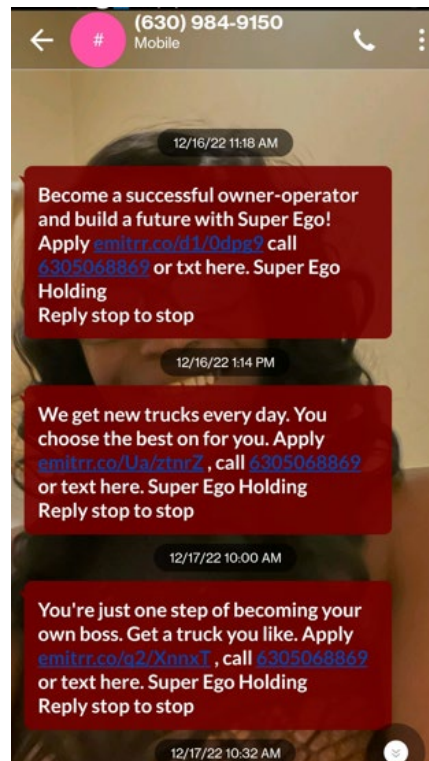 (630) 984-9150
#
Mobile
12/16/22 11:18 AM
Become a successful owner-operator
and build a future with Super Ego!
Apply emitrr.co/d1/0dpg9 call
6305068869 or txt here. Super Ego
Holding
Reply stop to stop
12/16/22 1:14 PM
We get new trucks every day. You
choose the best on for you. Apply
emitrr.co/Ua/ztnrZ , call 6305068869
or text here. Super Ego Holding
Reply stop to stop
12/17/22 10:00 AM
You're just one step of becoming your
own boss. Get a truck you like. Apply
emitrr.co/q2/XnnxT , call 6305068869
or text here. Super Ego Holding
Reply stop to stop
12/17/22 10:32 AM